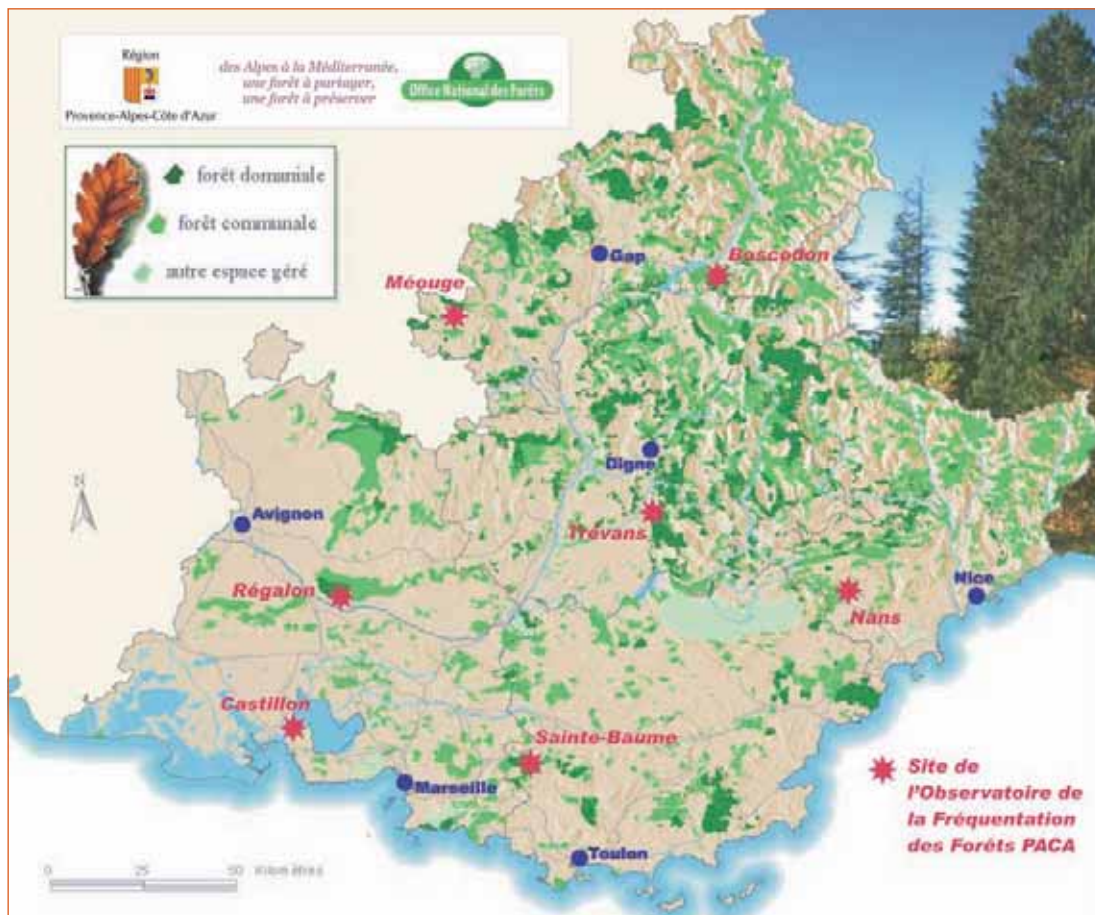 Région
Provence-Alpes-Côte d'Azur
des Alpes à la Méditerranée,
une forêt à partager,
une forêt à préserver
Office National des Forêts
forêt domaniale
forêt communale
autre espace géré
Gap
Boscodon
Méouge
Digne
N
Avignon
Trévans
Régalon
Nice
Nans
Castillon
Sainte-Baume
Marseille
Site de
l'Observatoire de
la Fréquentation
des Forêts PACA
Toulon
0 25 50 Kilomètres